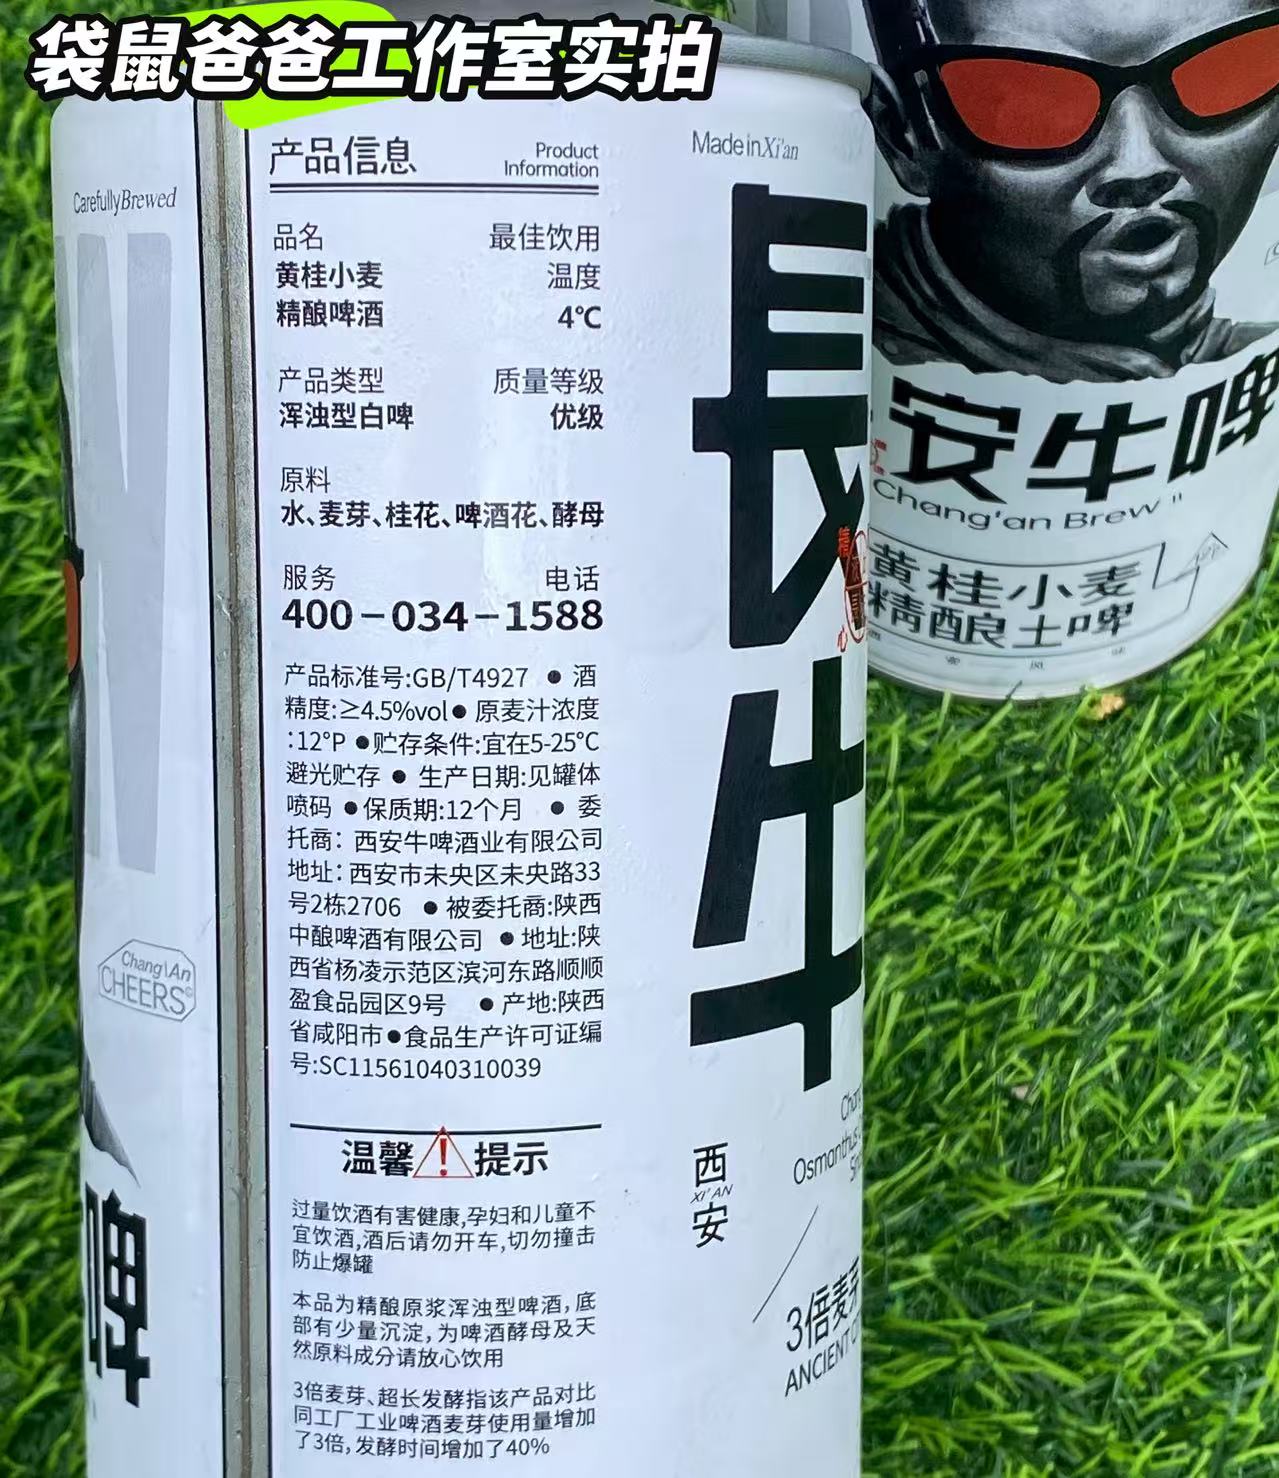 袋鼠爸爸工作室实拍
CarefullyBrewed
Chang'An
CHEERS
啤
产品信息
Product
Information
品名 最佳饮用
黄桂小麦 温度
精酿啤酒 4℃
产品类型 质量等级
浑浊型白啤 优级
原料
水、麦芽、桂花、啤酒花、酵母
服务 电话
400-034-1588
产品标准号:GB/T4927 ●酒
精度:≥4.5%vol●原麦汁浓度
:12°P ●贮存条件:宜在5-25℃
避光贮存 ● 生产日期:见罐体
喷码 ●保质期:12个月 ● 委
托商:西安牛啤酒业有限公司
地址:西安市未央区未央路33
号2栋2706 ●被委托商:陕西
中酿啤酒有限公司 ●地址:陕
西省杨凌示范区滨河东路顺顺
盈食品园区9号 ●产地:陕西
省咸阳市●食品生产许可证编
号:SC11561040310039
温馨!提示
过量饮酒有害健康,孕妇和儿童不
宜饮酒,酒后请勿开车,切勿撞击
防止爆罐
本品为精酿原浆浑浊型啤酒,底
部有少量沉淀,为啤酒酵母及天
然原料成分请放心饮用
3倍麦芽、超长发酵指该产品对比
同工厂工业啤酒麦芽使用量增加
了3倍,发酵时间增加了40%
Made in Xi'an
長
牛
西
XI'AN
安
Osmanthus
3倍麦芽
ANCIENT
安牛啤
Chang'an Brew"
黄桂小麦
精酿土啤